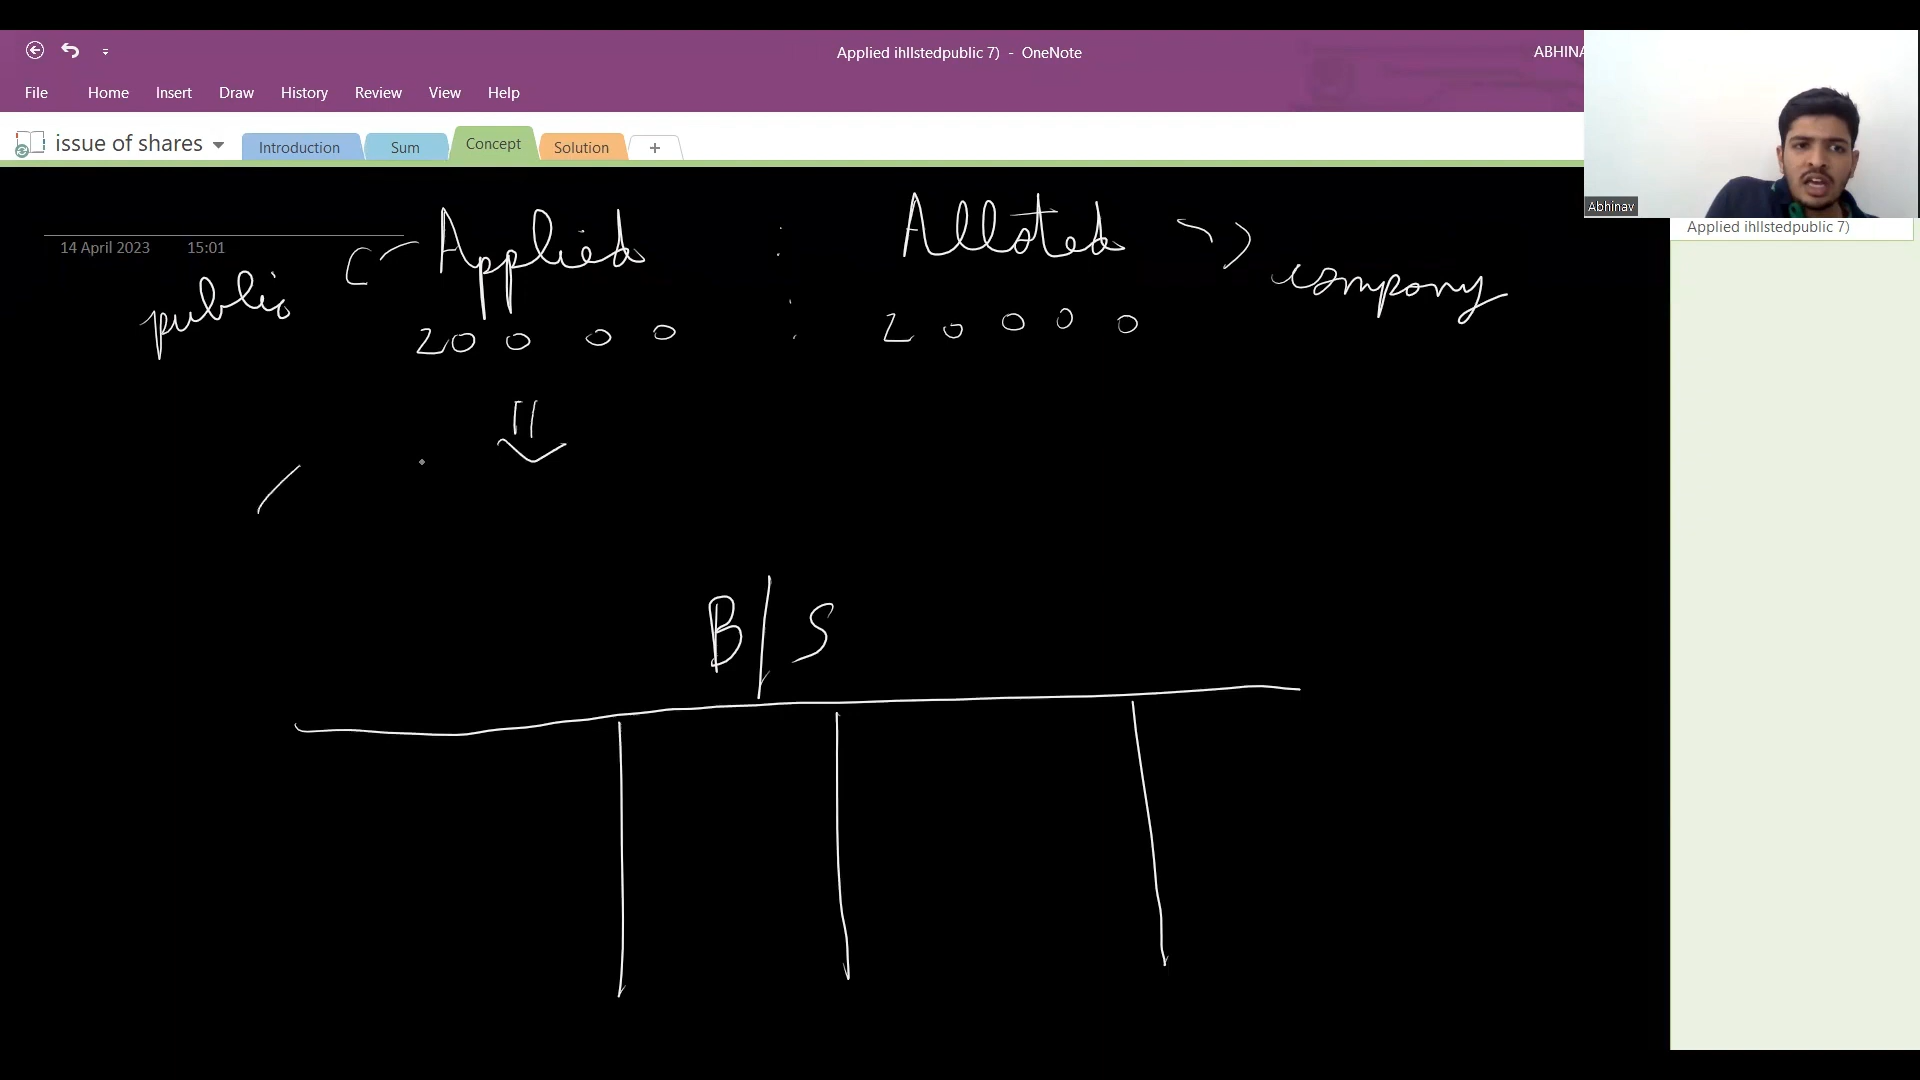 Applied ihllstedpublic 7) - OneNote
ABHINA
File Home Insert Draw History Review View Help
issue of shares Introduction Sum Concept Solution +
Abhinav
Applied ihllstedpublic 7)
14 April 2023 15:01
Applied : Alloted
public company
20000 : 20000
B/S